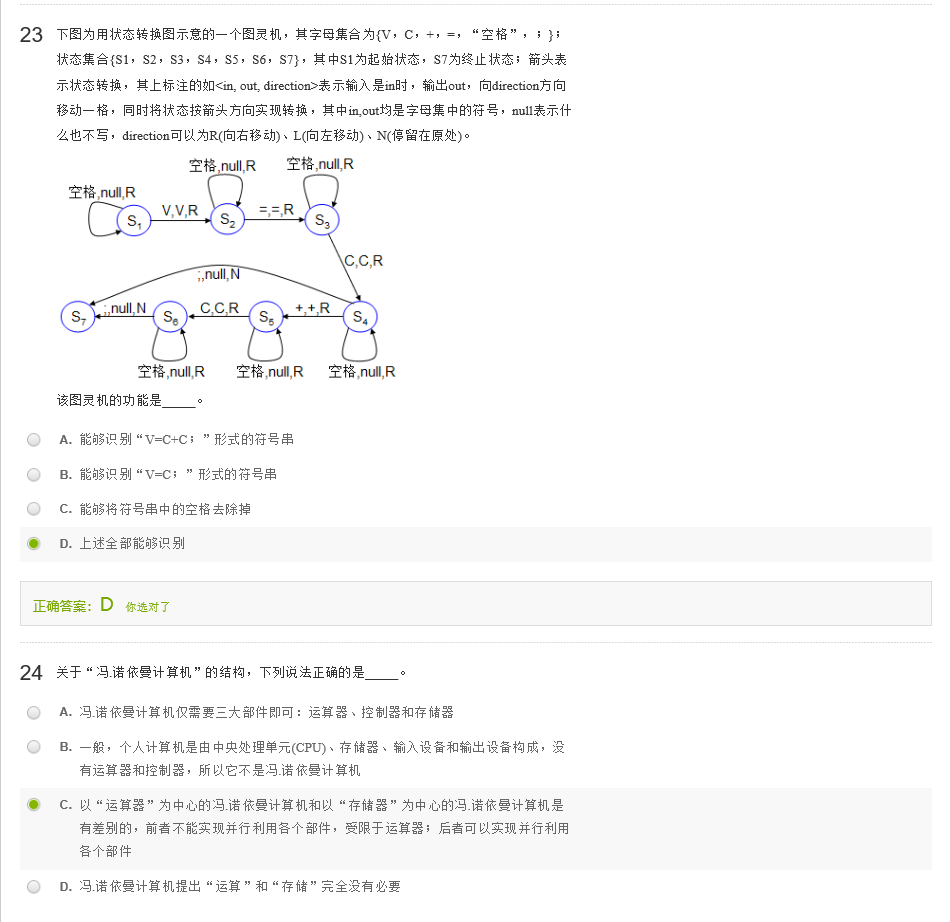 23 下图为用状态转换图示意的一个图灵机，其字母集合为{V，C，+，=，“空格”，；}；
状态集合{S1，S2，S3，S4，S5，S6，S7}，其中S1为起始状态，S7为终止状态；箭头表
示状态转换，其上标注的如<in, out, direction>表示输入是in时，输出out，向direction方向
移动一格，同时将状态按箭头方向实现转换，其中in,out均是字母集中的符号，null表示什
么也不写，direction可以为R(向右移动)、L(向左移动)、N(停留在原处)。
空格,null,R 空格,null,R
空格,null,R
V,V,R =,=,R
S1 S2 S3
C,C,R
;,null,N
;,null,N C,C,R +,+,R
S7 S6 S5 S4
空格,null,R 空格,null,R 空格,null,R
该图灵机的功能是_____。
A. 能够识别“V=C+C；”形式的符号串
B. 能够识别“V=C；”形式的符号串
C. 能够将符号串中的空格去除掉
D. 上述全部能够识别
正确答案：D 你选对了
24 关于“冯.诺依曼计算机”的结构，下列说法正确的是_____。
A. 冯.诺依曼计算机仅需要三大部件即可：运算器、控制器和存储器
B. 一般，个人计算机是由中央处理单元(CPU)、存储器、输入设备和输出设备构成，没
有运算器和控制器，所以它不是冯.诺依曼计算机
C. 以“运算器”为中心的冯.诺依曼计算机和以“存储器”为中心的冯.诺依曼计算机是
有差别的，前者不能实现并行利用各个部件，受限于运算器；后者可以实现并行利用
各个部件
D. 冯.诺依曼计算机提出“运算”和“存储”完全没有必要